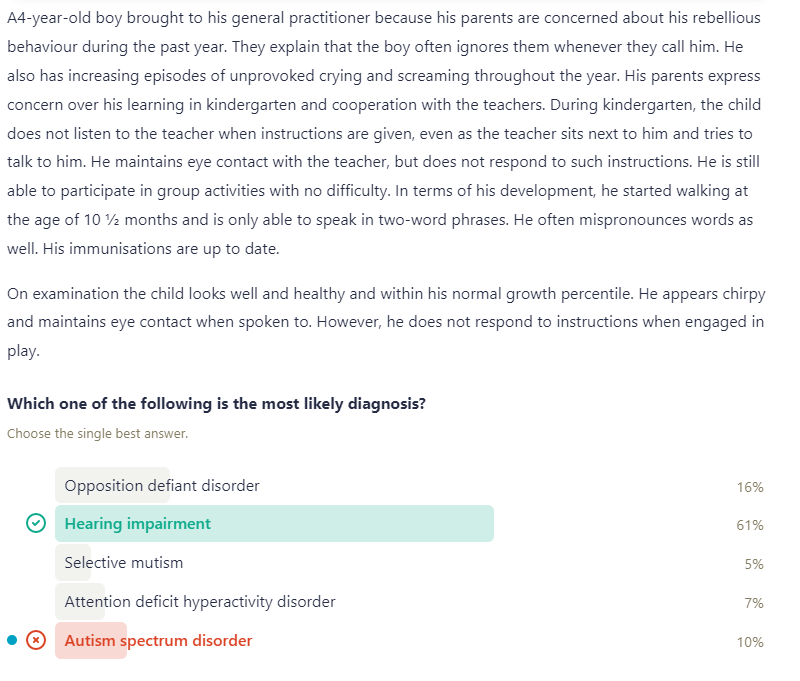 A4-year-old boy brought to his general practitioner because his parents are concerned about his rebellious
behaviour during the past year. They explain that the boy often ignores them whenever they call him. He
also has increasing episodes of unprovoked crying and screaming throughout the year. His parents express
concern over his learning in kindergarten and cooperation with the teachers. During kindergarten, the child
does not listen to the teacher when instructions are given, even as the teacher sits next to him and tries to
talk to him. He maintains eye contact with the teacher, but does not respond to such instructions. He is still
able to participate in group activities with no difficulty. In terms of his development, he started walking at
the age of 10 ½ months and is only able to speak in two-word phrases. He often mispronounces words as
well. His immunisations are up to date.
On examination the child looks well and healthy and within his normal growth percentile. He appears chirpy
and maintains eye contact when spoken to. However, he does not respond to instructions when engaged in
play.
Which one of the following is the most likely diagnosis?
Choose the single best answer.
Opposition defiant disorder 16%
Hearing impairment 61%
Selective mutism 5%
Attention deficit hyperactivity disorder 7%
Autism spectrum disorder 10%